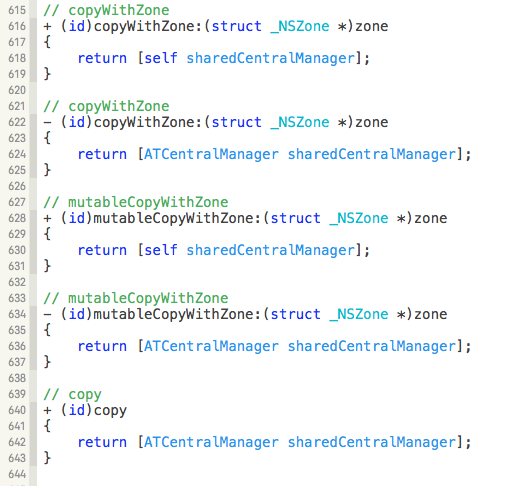 615 // copyWithZone
616 + (id)copyWithZone:(struct _NSZone *)zone
617 {
618     return [self sharedCentralManager];
619 }
620
621 // copyWithZone
622 - (id)copyWithZone:(struct _NSZone *)zone
623 {
624     return [ATCentralManager sharedCentralManager];
625 }
626
627 // mutableCopyWithZone
628 + (id)mutableCopyWithZone:(struct _NSZone *)zone
629 {
630     return [self sharedCentralManager];
631 }
632
633 // mutableCopyWithZone
634 - (id)mutableCopyWithZone:(struct _NSZone *)zone
635 {
636     return [ATCentralManager sharedCentralManager];
637 }
638
639 // copy
640 + (id)copy
641 {
642     return [ATCentralManager sharedCentralManager];
643 }
644